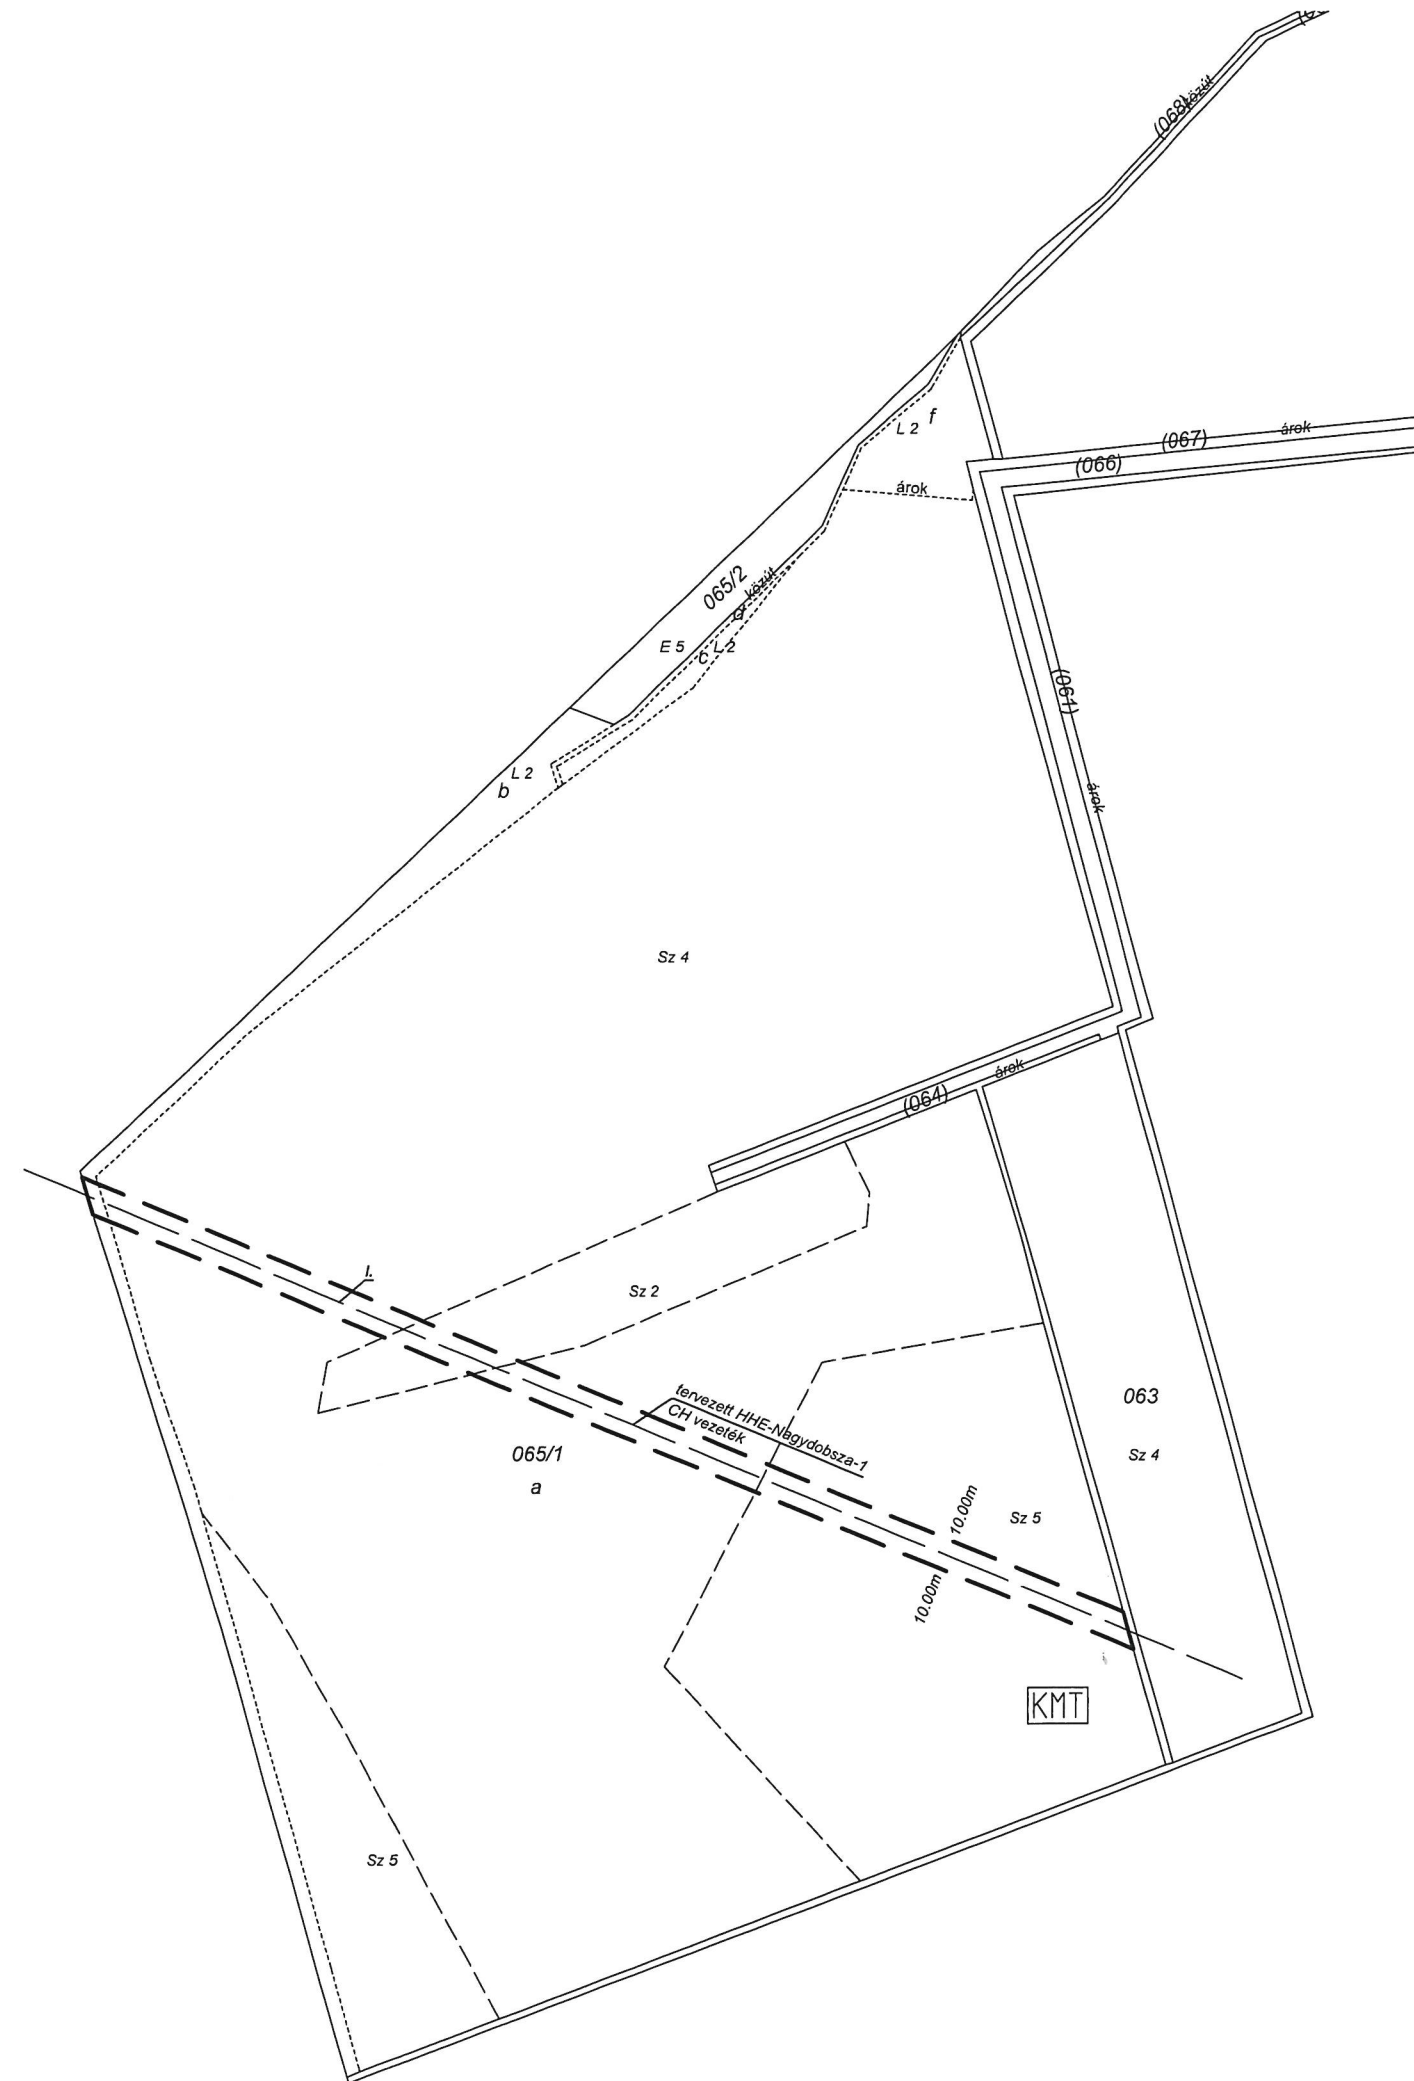 (068)
közút
L 2 f
árok
(067)
(066)
árok
065/2
közút
d
E 5
c L 2
(061)
L 2
b
árok
Sz 4
árok
(064)
I.
Sz 2
tervezett HHE-Nagydobsza-1
CH vezeték
063
065/1
Sz 4
a
10.00m
Sz 5
10.00m
KMT
Sz 5